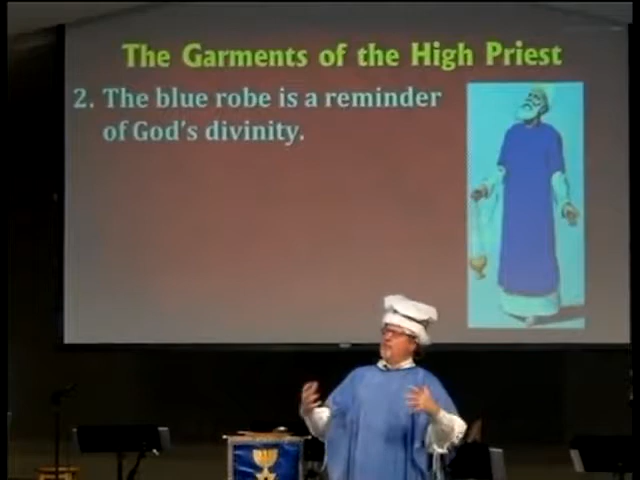 The Garments of the High Priest
2. The blue robe is a reminder
of God's divinity.